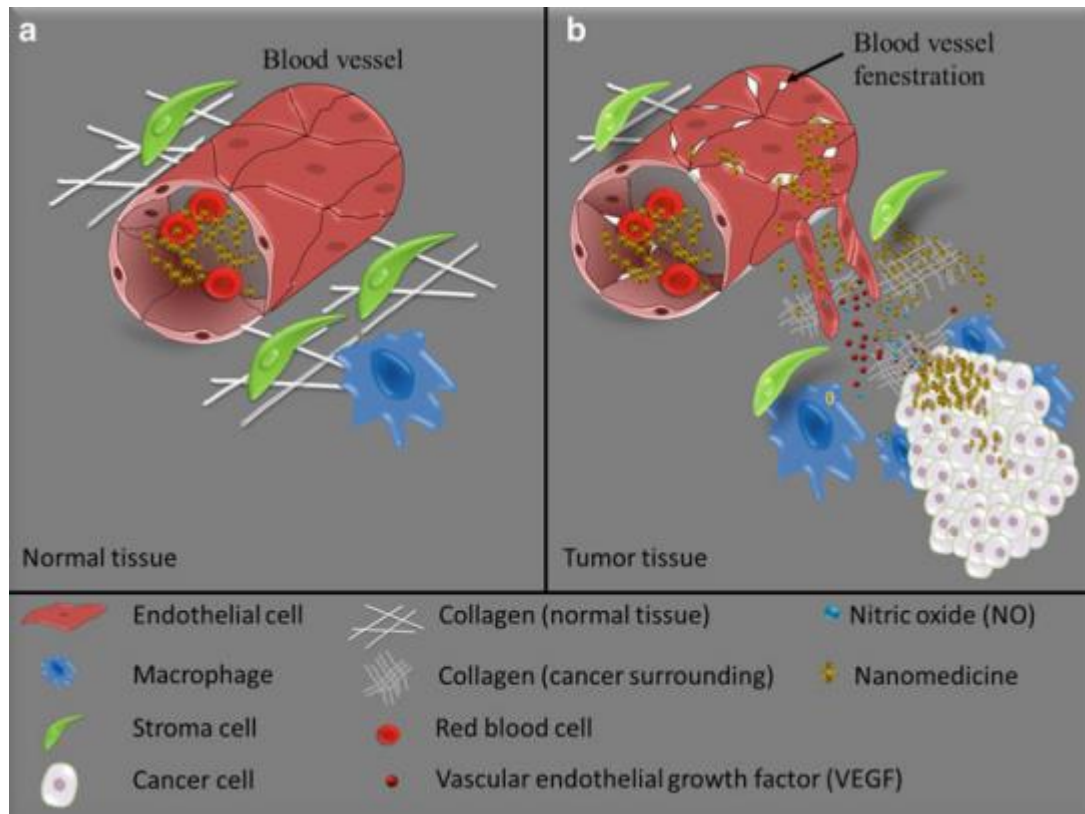 a
Blood vessel
Normal tissue
b
Blood vessel
fenestration
Tumor tissue
Endothelial cell
Macrophage
Stroma cell
Cancer cell
Collagen (normal tissue)
Collagen (cancer surrounding)
Red blood cell
Vascular endothelial growth factor (VEGF)
Nitric oxide (NO)
Nanomedicine